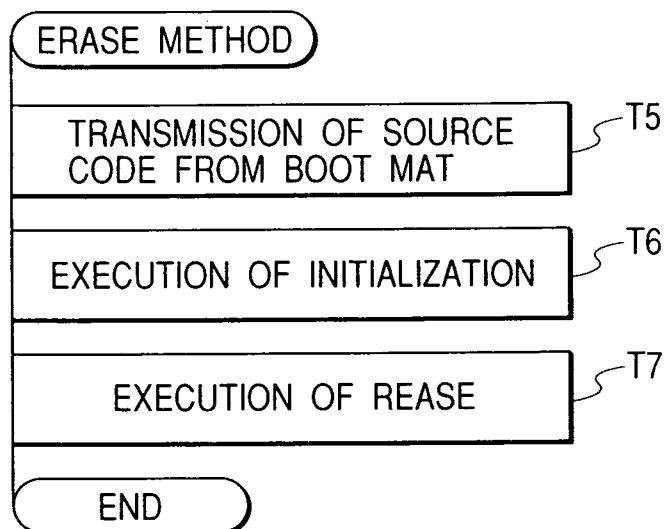 ERASE METHOD
TRANSMISSION OF SOURCE
CODE FROM BOOT MAT
T5
EXECUTION OF INITIALIZATION
T6
EXECUTION OF REASE
T7
END